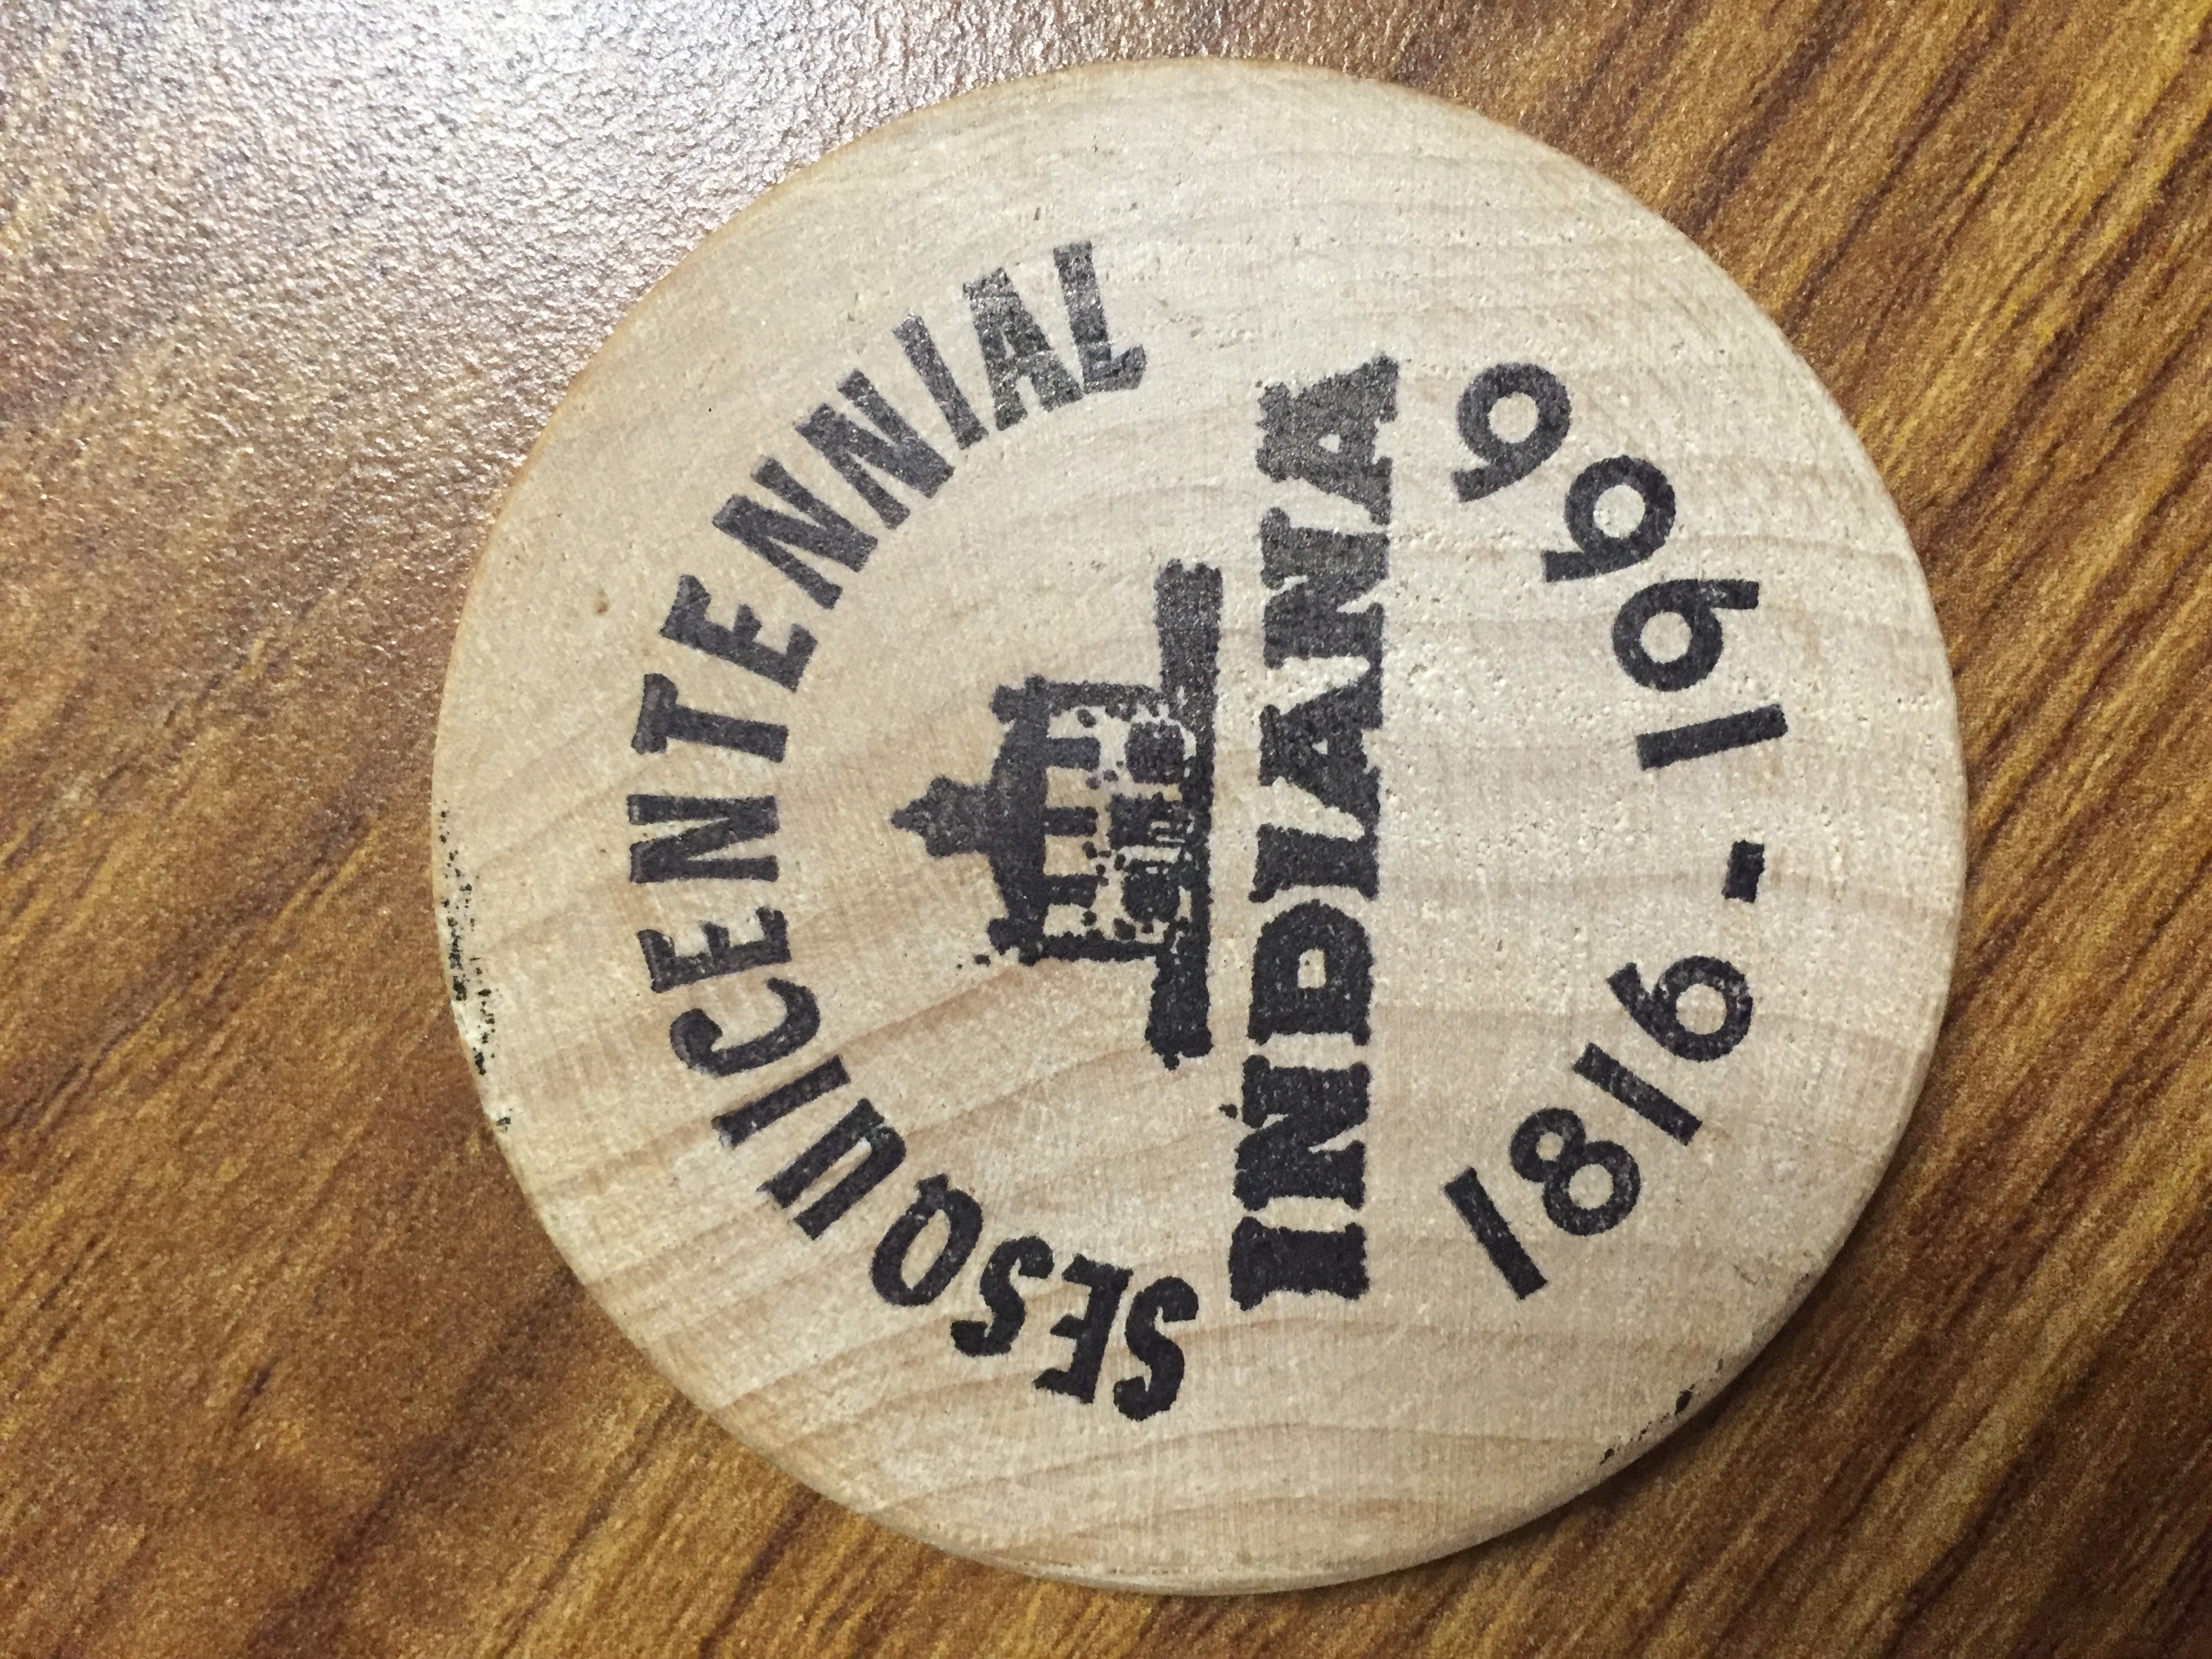 SESQUICENTENNIAL
INDIANA
1816 - 1966